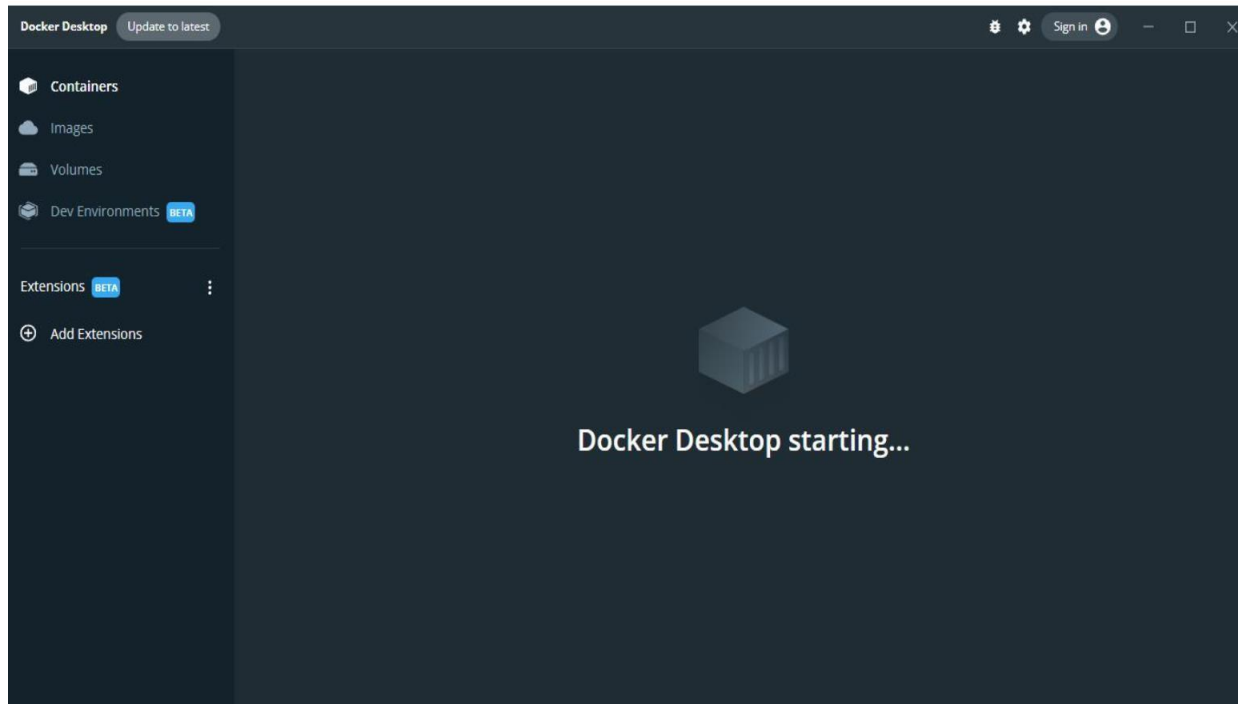 Docker Desktop Update to latest Sign in
Containers
Images
Volumes
Dev Environments BETA
Extensions BETA
Add Extensions
Docker Desktop starting...